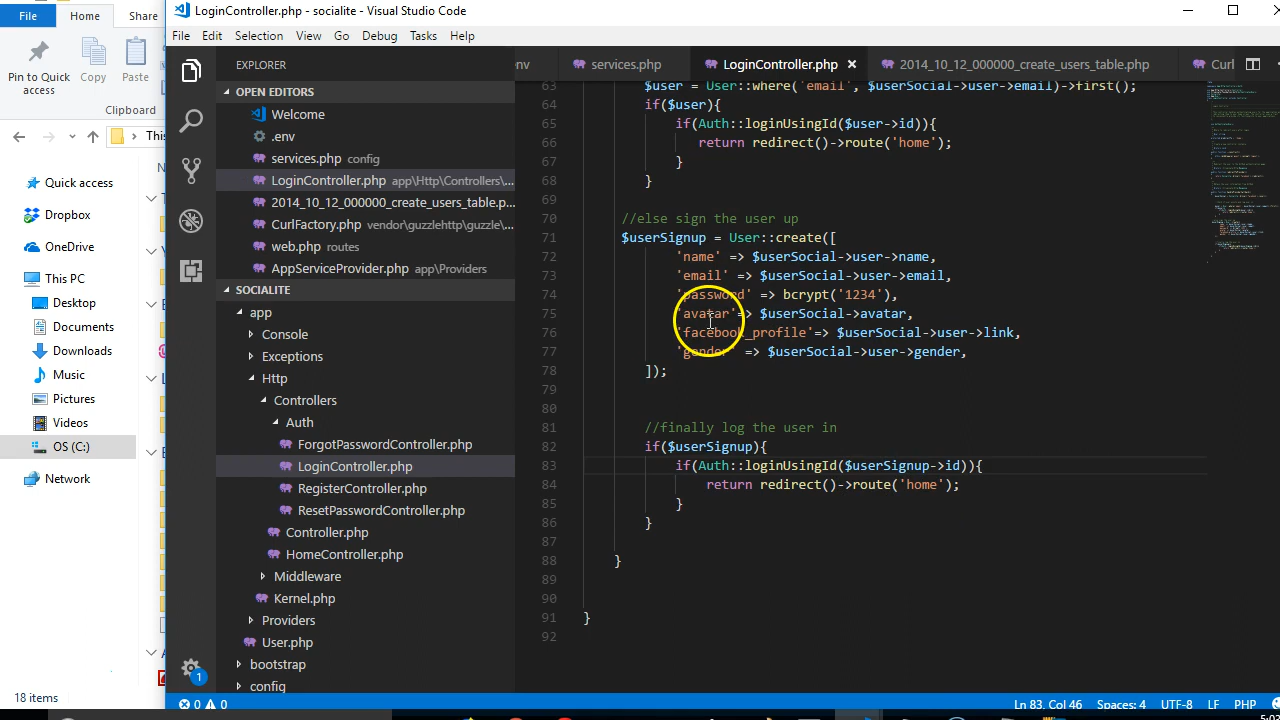 LoginController.php - socialite - Visual Studio Code
File Home Share
File Edit Selection View Go Debug Tasks Help
Pin to Quick access
Copy
Paste
Clipboard
Quick access
Dropbox
OneDrive
This PC
Desktop
Documents
Downloads
Music
Pictures
Videos
OS (C:)
Network
18 items
EXPLORER
OPEN EDITORS
Welcome
.env
services.php config
LoginController.php app\Http\Controllers\...
2014_10_12_000000_create_users_table.p...
CurlFactory.php vendor\guzzlehttp\guzzle...
web.php routes
AppServiceProvider.php app\Providers
SOCIALITE
app
Console
Exceptions
Http
Controllers
Auth
ForgotPasswordController.php
LoginController.php
RegisterController.php
ResetPasswordController.php
Controller.php
HomeController.php
Middleware
Kernel.php
Providers
User.php
bootstrap
config
1
nv services.php LoginController.php 2014_10_12_000000_create_users_table.php Curl
63 $user = User::where('email', $userSocial->user->email)->first();
64 if($user){
65 if(Auth::loginUsingId($user->id)){
66 return redirect()->route('home');
67 }
68 }
69
70 //else sign the user up
71 $userSignup = User::create([
72 'name' => $userSocial->user->name,
73 'email' => $userSocial->user->email,
74 'password' => bcrypt('1234'),
75 'avatar'=> $userSocial->avatar,
76 'facebook_profile'=> $userSocial->user->link,
77 'gender' => $userSocial->user->gender,
78 ]);
79
80
81 //finally log the user in
82 if($userSignup){
83 if(Auth::loginUsingId($userSignup->id)){
84 return redirect()->route('home');
85 }
86 }
87
88 }
89
90
91 }
92
0 0 Ln 83, Col 46 Spaces: 4 UTF-8 LF PHP